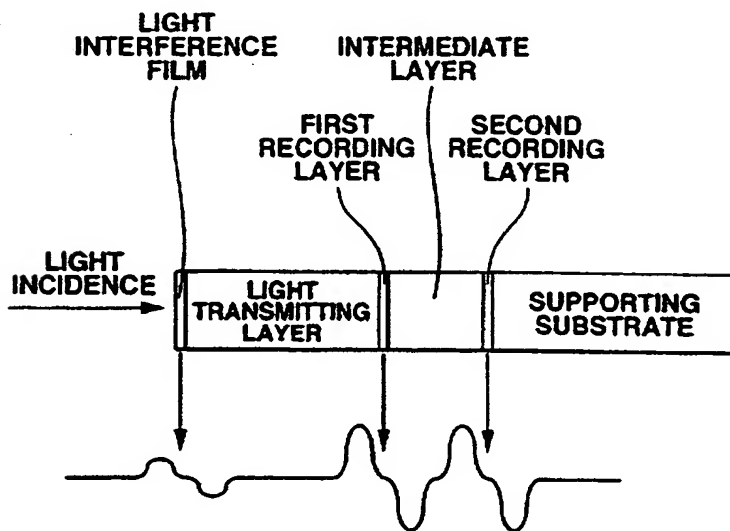 LIGHT
INTERFERENCE
FILM
INTERMEDIATE
LAYER
FIRST
RECORDING
LAYER
SECOND
RECORDING
LAYER
LIGHT
INCIDENCE
LIGHT
TRANSMITTING
LAYER
SUPPORTING
SUBSTRATE